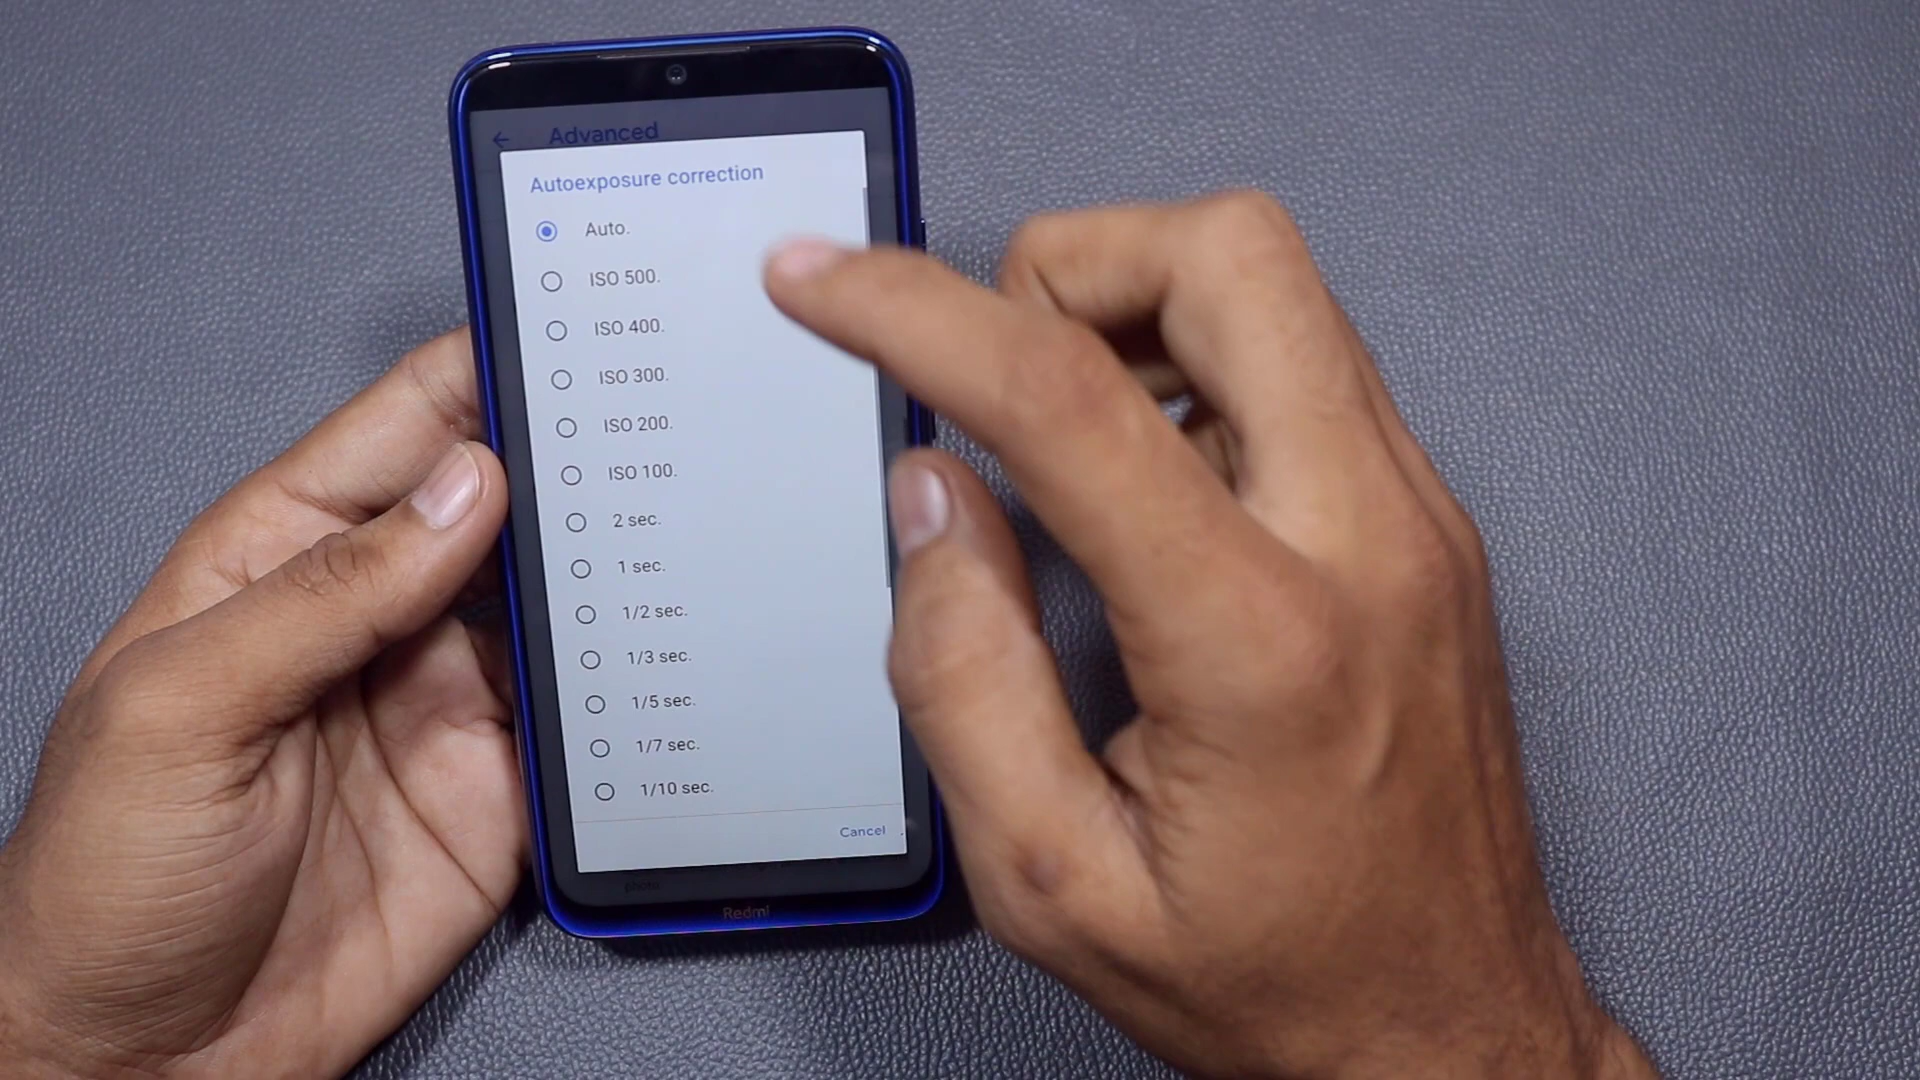 Advanced
Autoexposure correction
Auto.
ISO 500.
ISO 400.
ISO 300.
ISO 200.
ISO 100.
2 sec.
1 sec.
1/2 sec.
1/3 sec.
1/5 sec.
1/7 sec.
1/10 sec.
Cancel
photo
Redmi